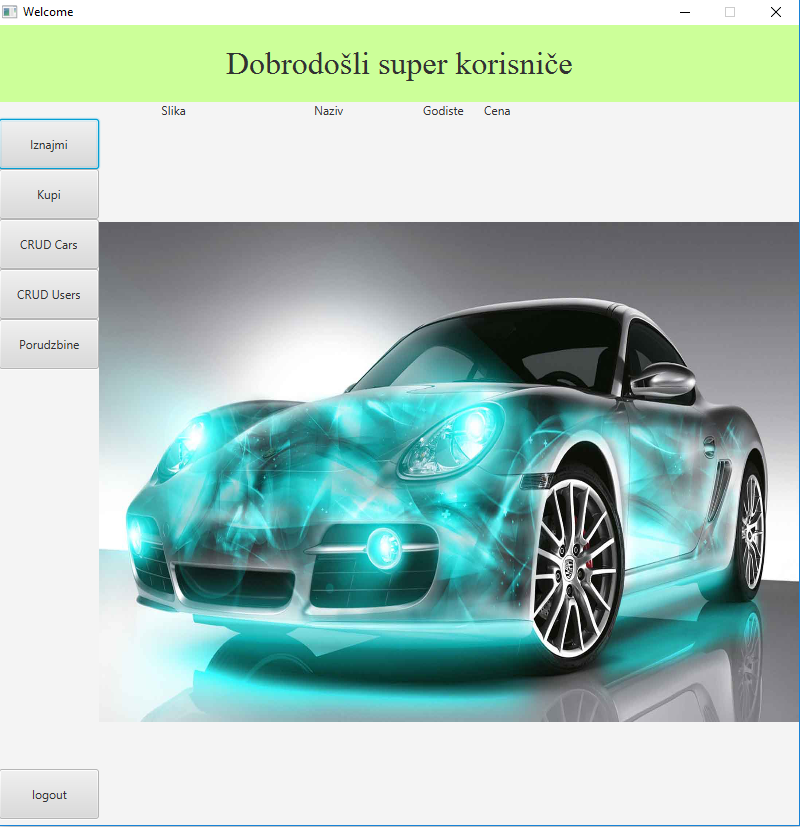 Welcome
Dobrodošli super korisniče
Slika Naziv Godiste Cena
Iznajmi
Kupi
CRUD Cars
CRUD Users
Porudzbine
logout